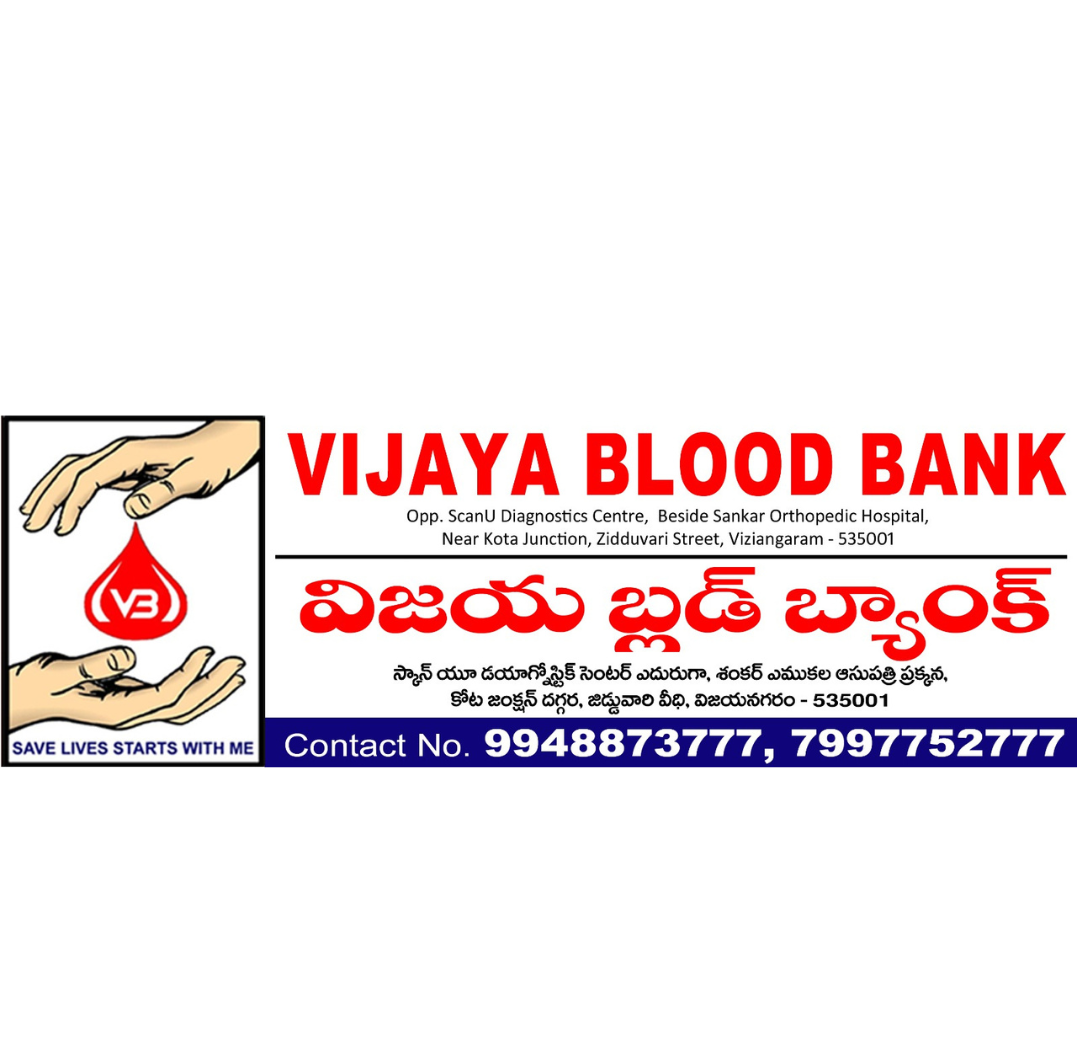 VB
SAVE LIVES STARTS WITH ME
VIJAYA BLOOD BANK
Opp. ScanU Diagnostics Centre, Beside Sankar Orthopedic Hospital,
Near Kota Junction, Zidduvari Street, Viziangaram - 535001
విజయ బ్లడ్ బ్యాంక్
స్కాన్ యూ డయాగ్నోస్టిక్ సెంటర్ ఎదురుగా, శంకర్ ఎముకల ఆసుపత్రి ప్రక్కన,
కోట జంక్షన్ దగ్గర, జిడ్డువారి వీధి, విజయనగరం - 535001
Contact No. 9948873777, 7997752777